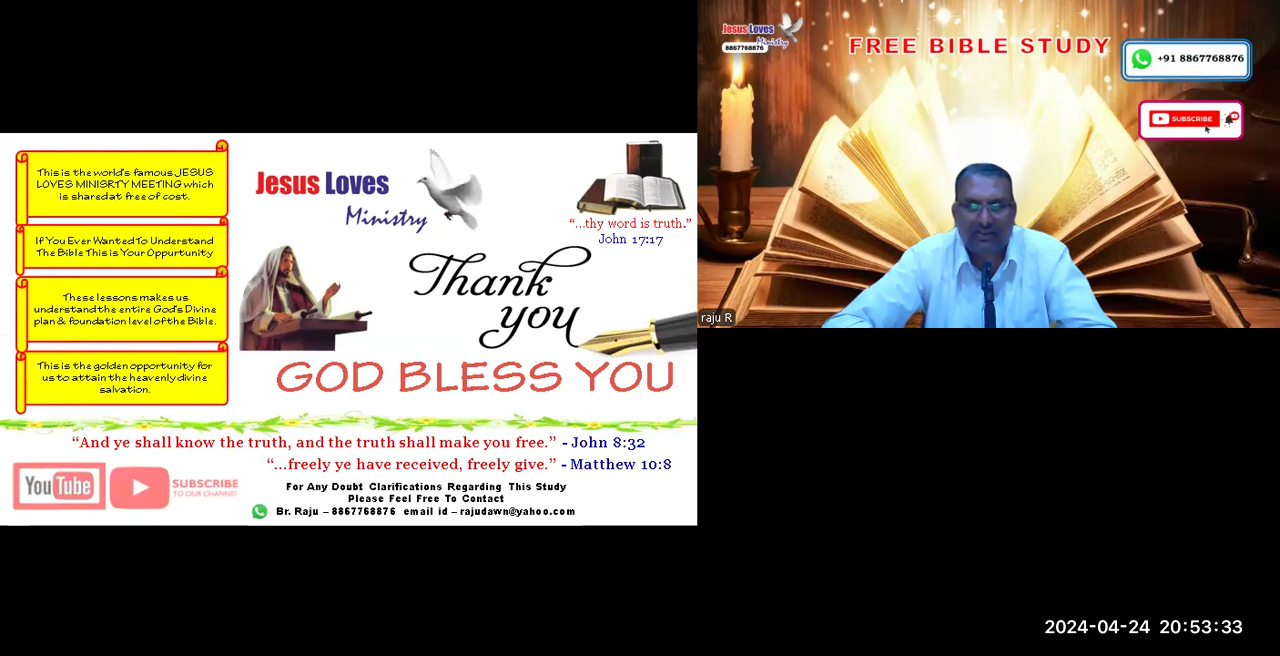 This is the world's famous JESUS
LOVES MINISRTY MEETING which
is shared at free of cost.
If You Ever Wanted To Understand
The Bible This is Your Oppurtunity
These lessons makes us
understand the entire God's Divine
plan & foundation level of the Bible.
This is the golden opportunity for
us to attain the heavenly divine
salvation.
Jesus Loves
Ministry
"...thy word is truth."
John 17:17
Thank
you
GOD BLESS YOU
"And ye shall know the truth, and the truth shall make you free." - John 8:32
"...freely ye have received, freely give." - Matthew 10:8
YouTube
SUBSCRIBE
TO OUR CHANNEL
For Any Doubt Clarifications Regarding This Study
Please Feel Free To Contact
Br. Raju – 8867768876 email id – rajudawn@yahoo.com
Jesus Loves
Ministry
8867768876
FREE BIBLE STUDY
+91 8867768876
SUBSCRIBE
raju R
2024-04-24 20:53:33